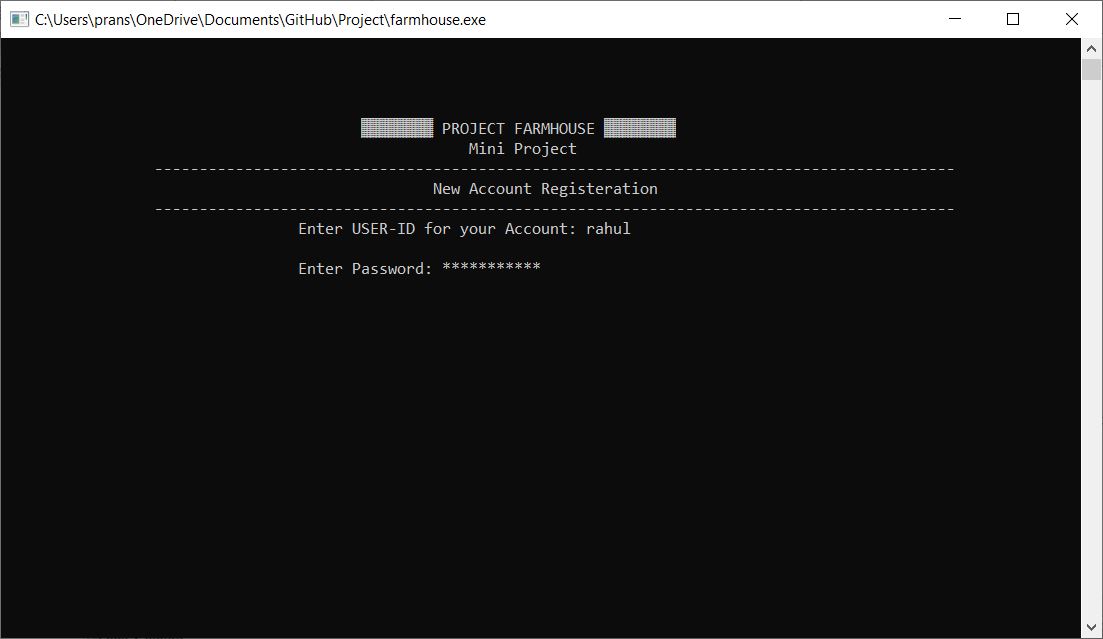 C:\Users\prans\OneDrive\Documents\GitHub\Project\farmhouse.exe
▓▓▓▓▓▓▓▓ PROJECT FARMHOUSE ▓▓▓▓▓▓▓▓
Mini Project
-----------------------------------------------------------------------------------------
New Account Registeration
-----------------------------------------------------------------------------------------
Enter USER-ID for your Account: rahul
Enter Password: ***********